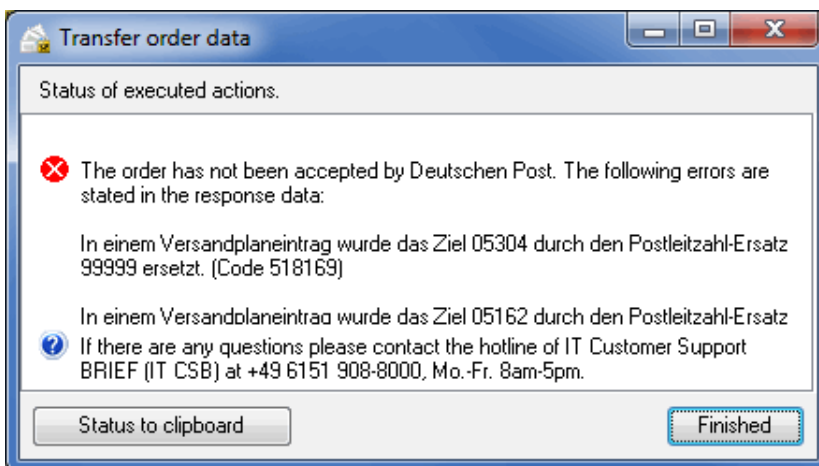 Transfer order data
Status of executed actions.
The order has not been accepted by Deutschen Post. The following errors are
stated in the response data:
In einem Versandplaneintrag wurde das Ziel 05304 durch den Postleitzahl-Ersatz
99999 ersetzt. (Code 518169)
In einem Versandplaneintrag wurde das Ziel 05162 durch den Postleitzahl-Ersatz
If there are any questions please contact the hotline of IT Customer Support
BRIEF (IT CSB) at +49 6151 908-8000, Mo.-Fr. 8am-5pm.
Status to clipboard
Finished